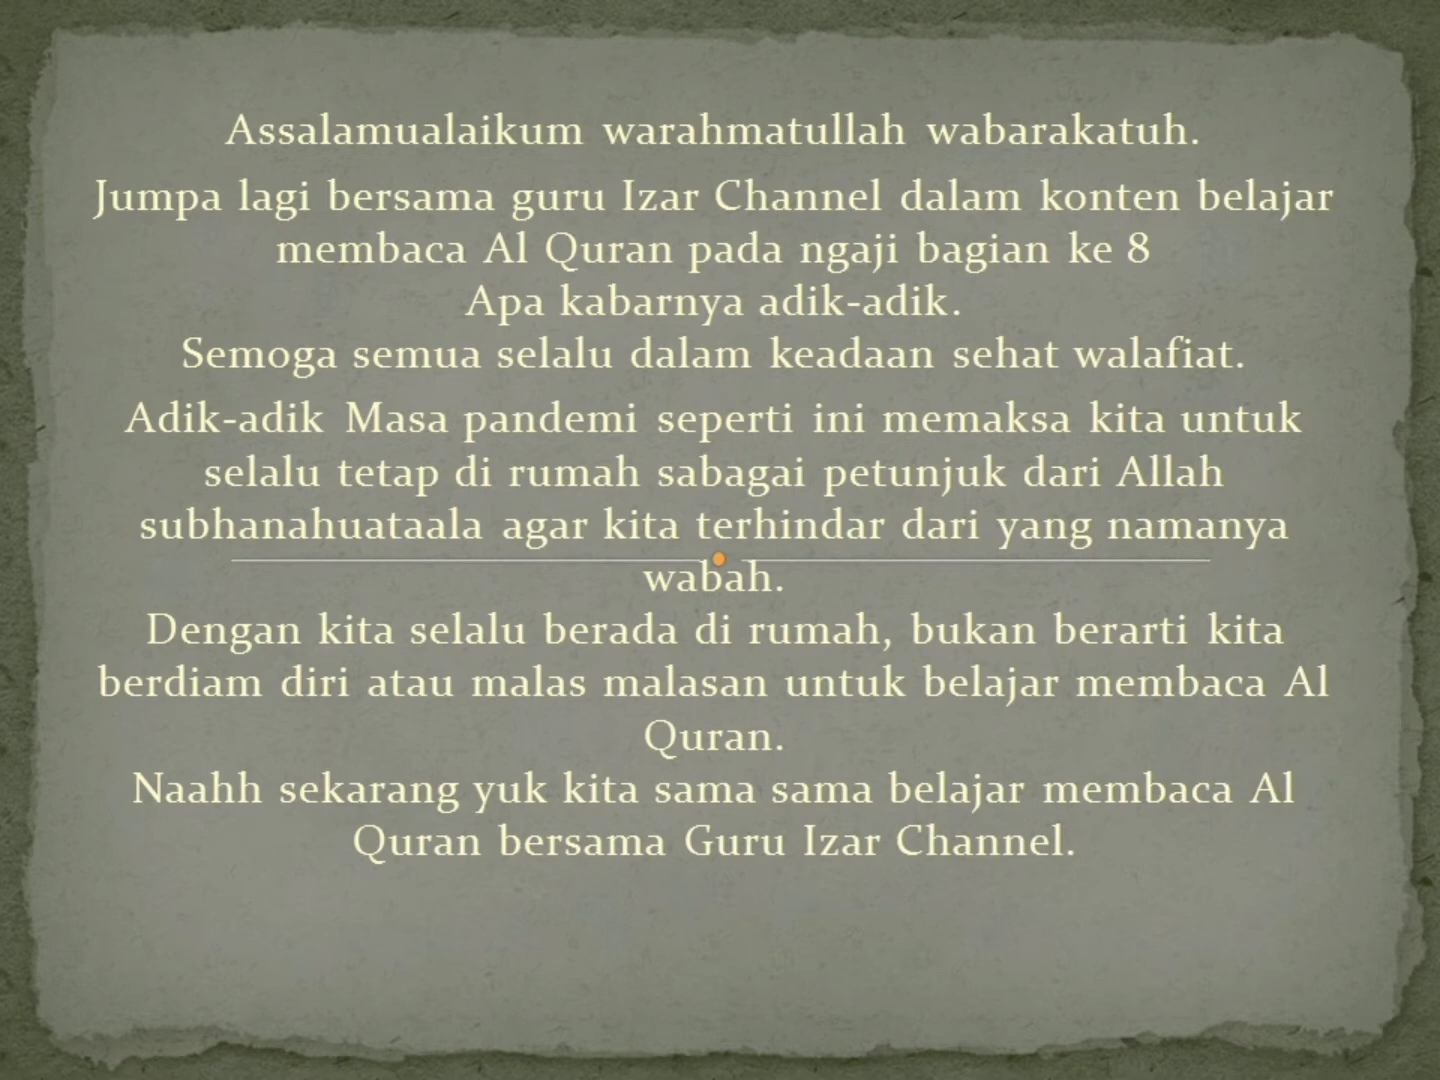 Assalamualaikum warahmatullah wabarakatuh.
Jumpa lagi bersama guru Izar Channel dalam konten belajar
membaca Al Quran pada ngaji bagian ke 8
Apa kabarnya adik-adik.
Semoga semua selalu dalam keadaan sehat walafiat.
Adik-adik Masa pandemi seperti ini memaksa kita untuk
selalu tetap di rumah sabagai petunjuk dari Allah
subhanahuataala agar kita terhindar dari yang namanya
wabah.
Dengan kita selalu berada di rumah, bukan berarti kita
berdiam diri atau malas malasan untuk belajar membaca Al
Quran.
Naahh sekarang yuk kita sama sama belajar membaca Al
Quran bersama Guru Izar Channel.